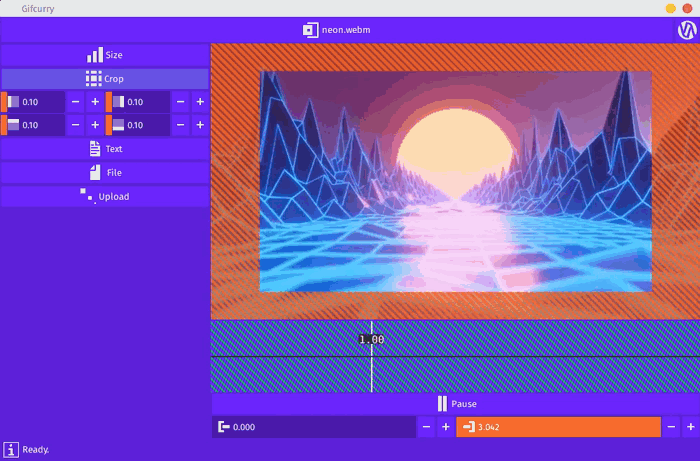 Gifcurry
neon.webm
Size
Crop
0.10 − + 0.10 − +
0.10 − + 0.10 − +
Text
File
Upload
1.00
Pause
0.000 − + 3.042 − +
Ready.